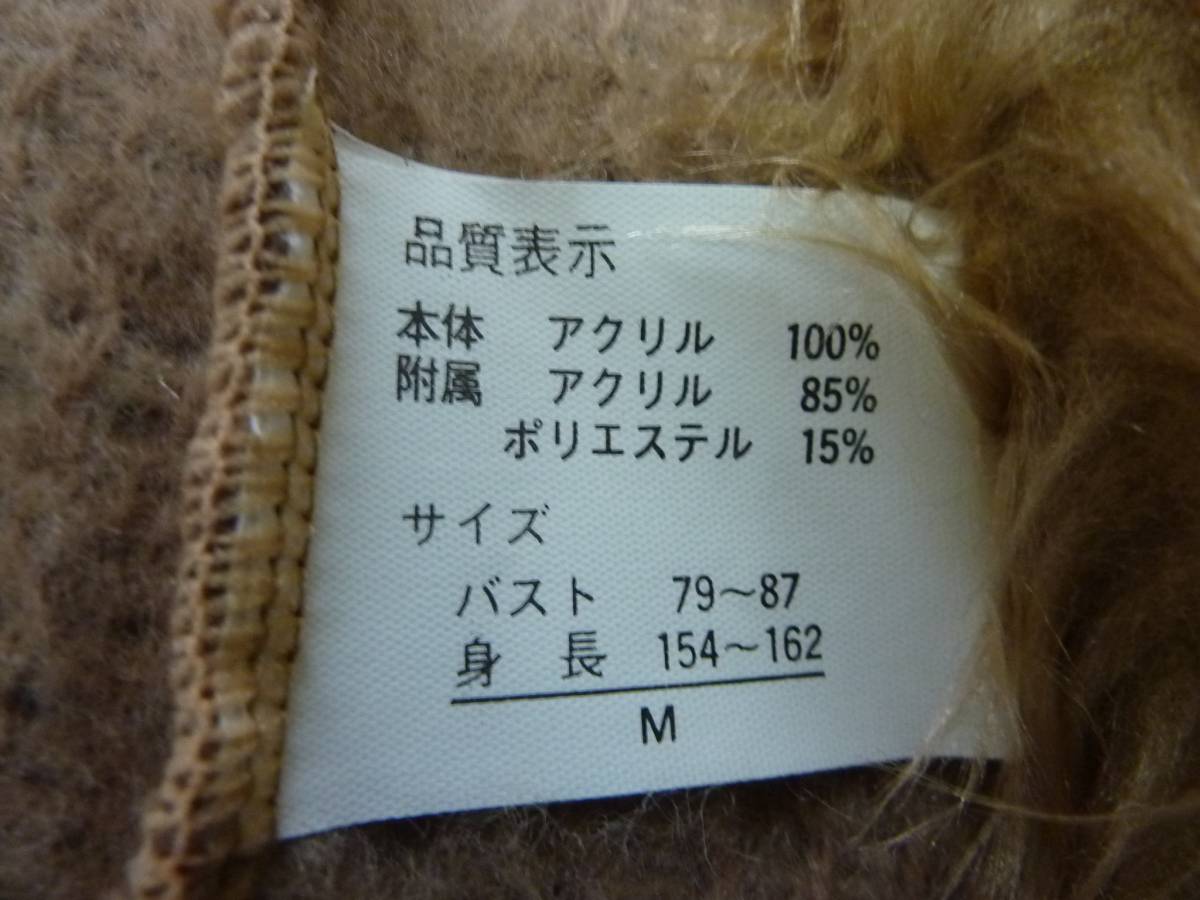 品質表示
本体 アクリル 100%
附属 アクリル 85%
ポリエステル 15%
サイズ
バスト 79～87
身長 154～162
M